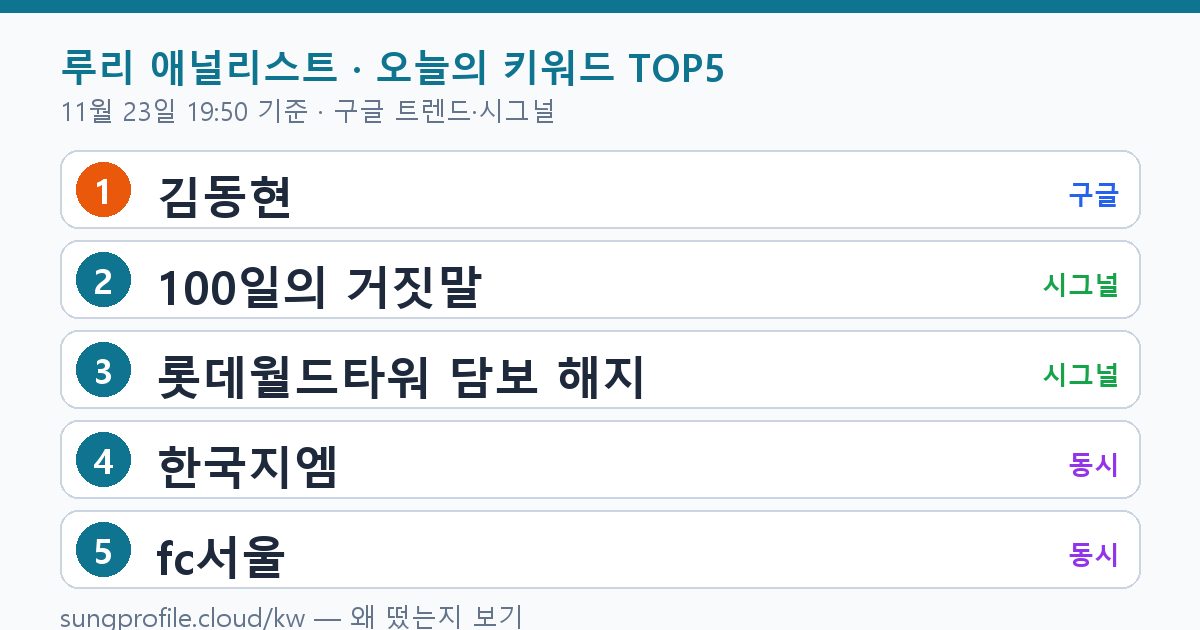 루리 애널리스트 · 오늘의 키워드 TOP5
11월 23일 19:50 기준 · 구글 트렌드·시그널
1 김동현 구글
2 100일의 거짓말 시그널
3 롯데월드타워 담보 해지 시그널
4 한국지엠 동시
5 fc서울 동시
sungprofile.cloud/kw — 왜 떴는지 보기